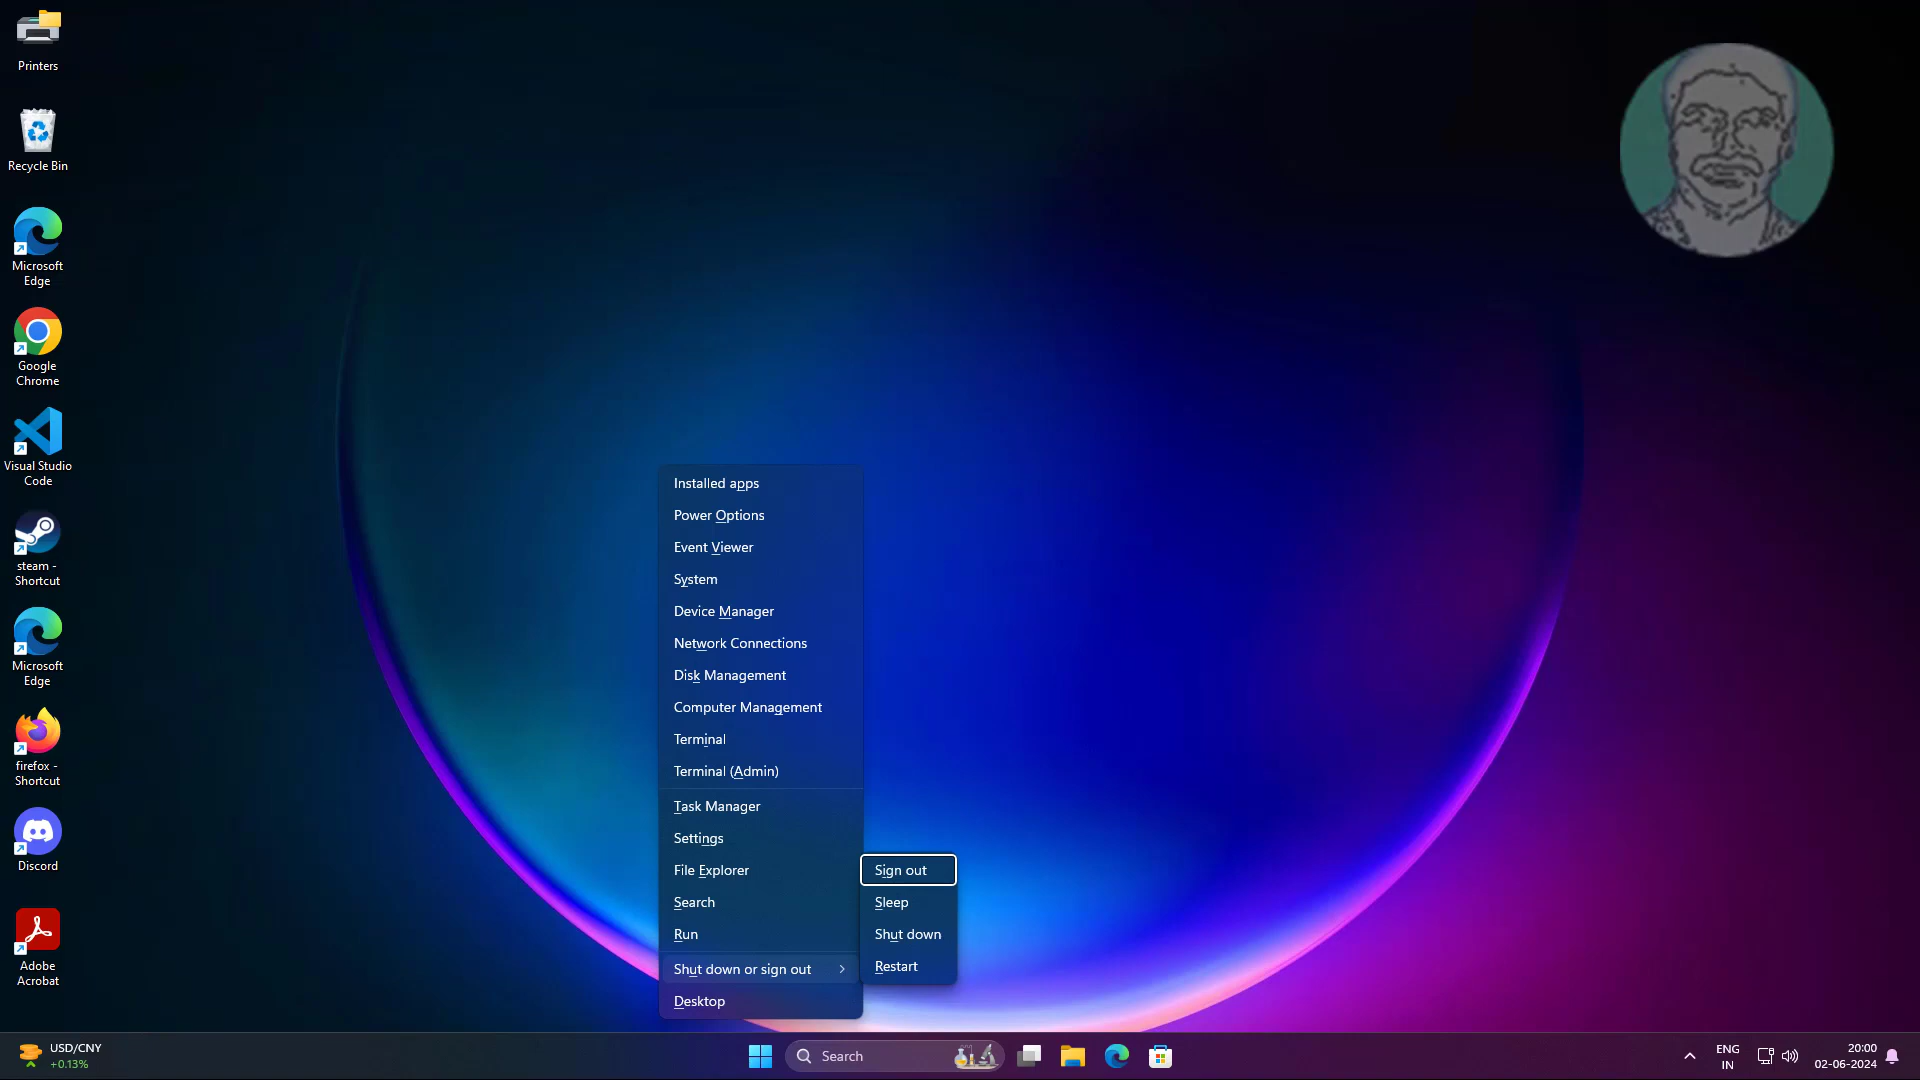 Printers
Recycle Bin
Microsoft
Edge
Google
Chrome
Visual Studio
Code
steam -
Shortcut
Microsoft
Edge
firefox -
Shortcut
Discord
Adobe
Acrobat
Installed apps
Power Options
Event Viewer
System
Device Manager
Network Connections
Disk Management
Computer Management
Terminal
Terminal (Admin)
Task Manager
Settings
File Explorer
Search
Run
Shut down or sign out
Desktop
Sign out
Sleep
Shut down
Restart
USD/CNY
+0.13%
Search
ENG
IN
20:00
02-06-2024